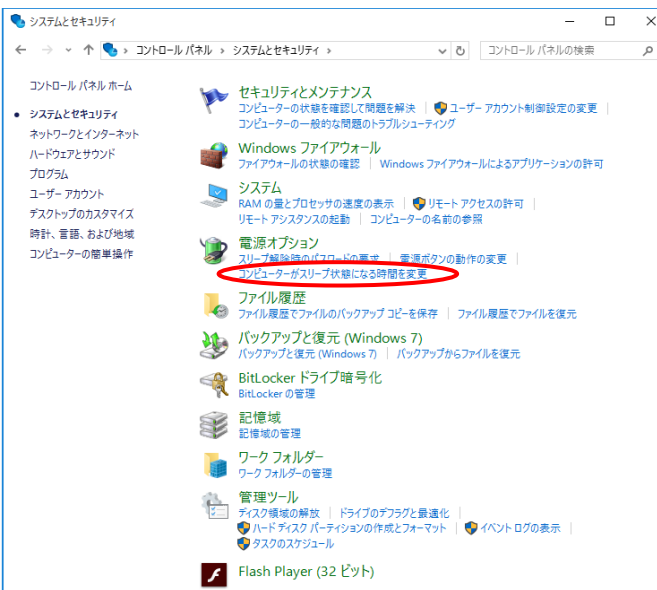 システムとセキュリティ
コントロール パネル › システムとセキュリティ ›
コントロール パネルの検索
コントロール パネル ホーム
システムとセキュリティ
ネットワークとインターネット
ハードウェアとサウンド
プログラム
ユーザー アカウント
デスクトップのカスタマイズ
時計、言語、および地域
コンピューターの簡単操作
セキュリティとメンテナンス
コンピューターの状態を確認して問題を解決 | ユーザー アカウント制御設定の変更 |
コンピューターの一般的な問題のトラブルシューティング
Windows ファイアウォール
ファイアウォールの状態の確認 | Windows ファイアウォールによるアプリケーションの許可
システム
RAM の量とプロセッサの速度の表示 | リモート アクセスの許可 |
リモート アシスタンスの起動 | コンピューターの名前の参照
電源オプション
スリープ解除時のパスワードの要求 | 電源ボタンの動作の変更 |
コンピューターがスリープ状態になる時間を変更
ファイル履歴
ファイル履歴でファイルのバックアップ コピーを保存 | ファイル履歴でファイルを復元
バックアップと復元 (Windows 7)
バックアップと復元 (Windows 7) | バックアップからファイルを復元
BitLocker ドライブ暗号化
BitLocker の管理
記憶域
記憶域の管理
ワーク フォルダー
ワーク フォルダーの管理
管理ツール
ディスク領域の解放 | ドライブのデフラグと最適化 |
ハード ディスク パーティションの作成とフォーマット | イベント ログの表示 |
タスクのスケジュール
Flash Player (32 ビット)